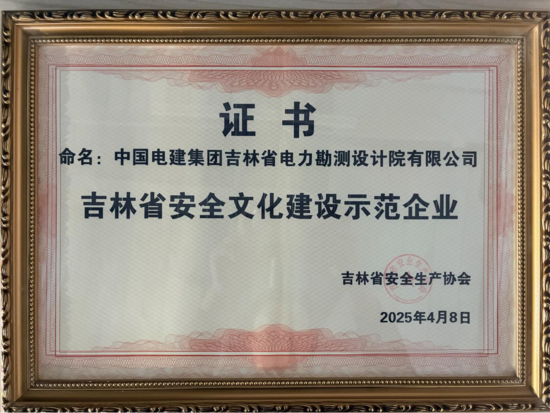 证书
命名：中国电建集团吉林省电力勘测设计院有限公司
吉林省安全文化建设示范企业
吉林省安全生产协会
2025年4月8日